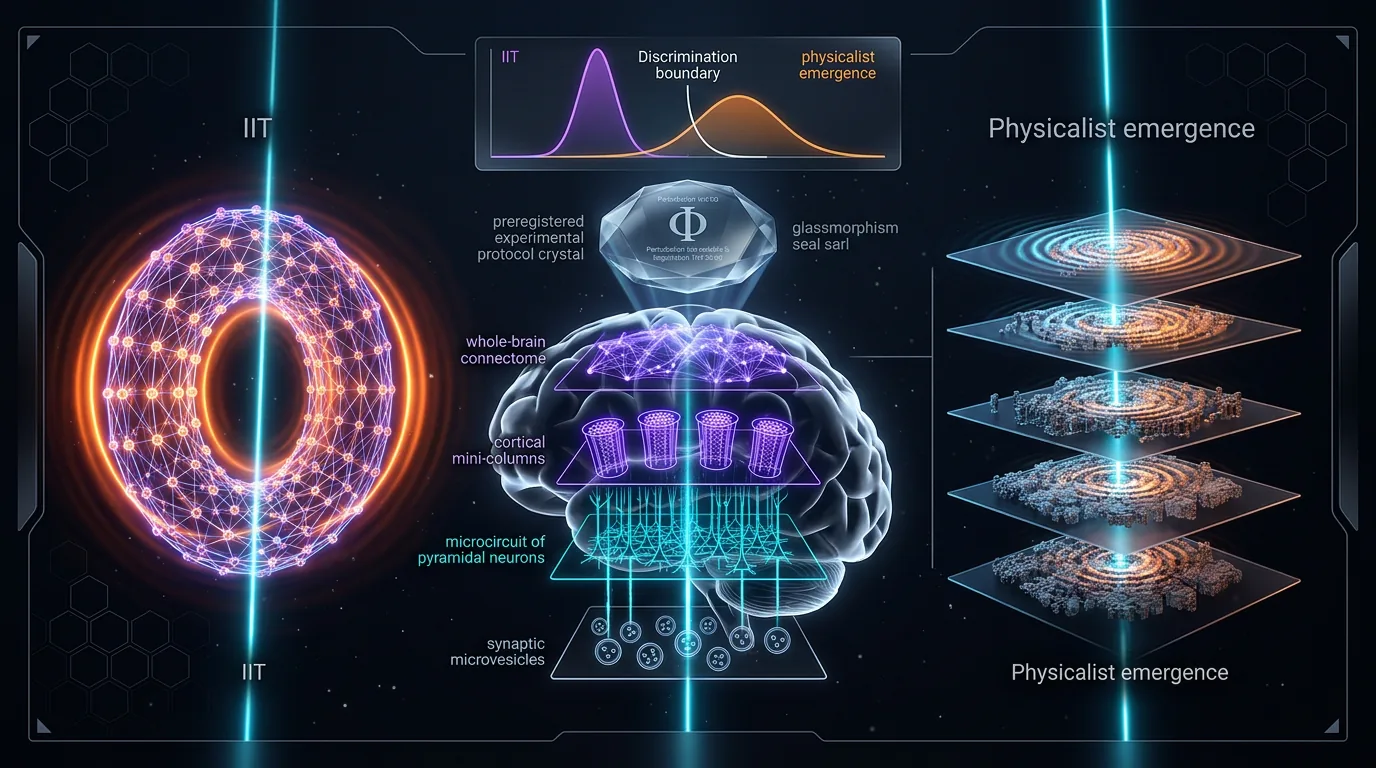 IIT
Discrimination
boundary
physicalist
emergence
IIT
Physicalist emergence
preregistered
experimental
protocol crystal
Φ
glassmorphism
seal sarl
whole-brain
connectome
cortical
mini-columns
microcircuit of
pyramidal neurons
synaptic
microvesicles
IIT
Physicalist emergence